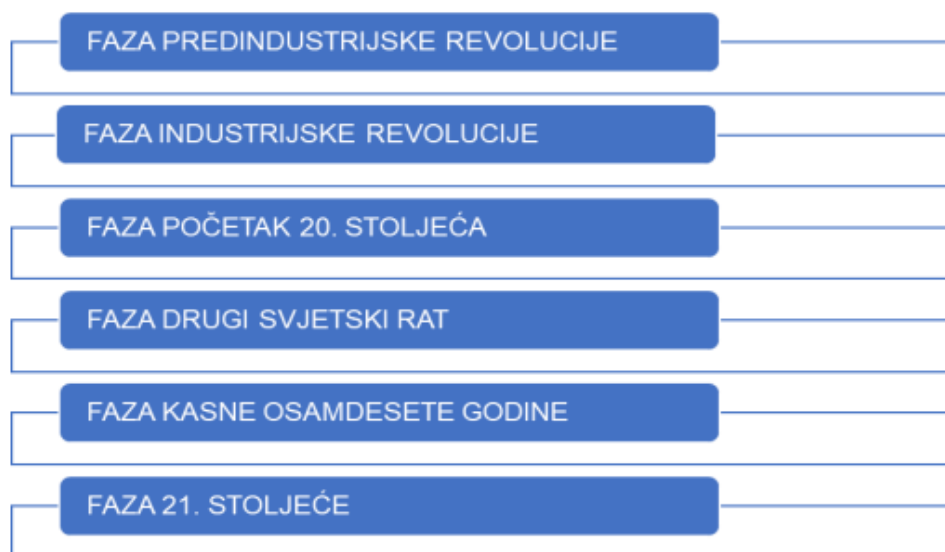 FAZA PREDINDUSTRIJSKE REVOLUCIJE
FAZA INDUSTRIJSKE REVOLUCIJE
FAZA POČETAK 20. STOLJEĆA
FAZA DRUGI SVJETSKI RAT
FAZA KASNE OSAMDESETE GODINE
FAZA 21. STOLJEĆE